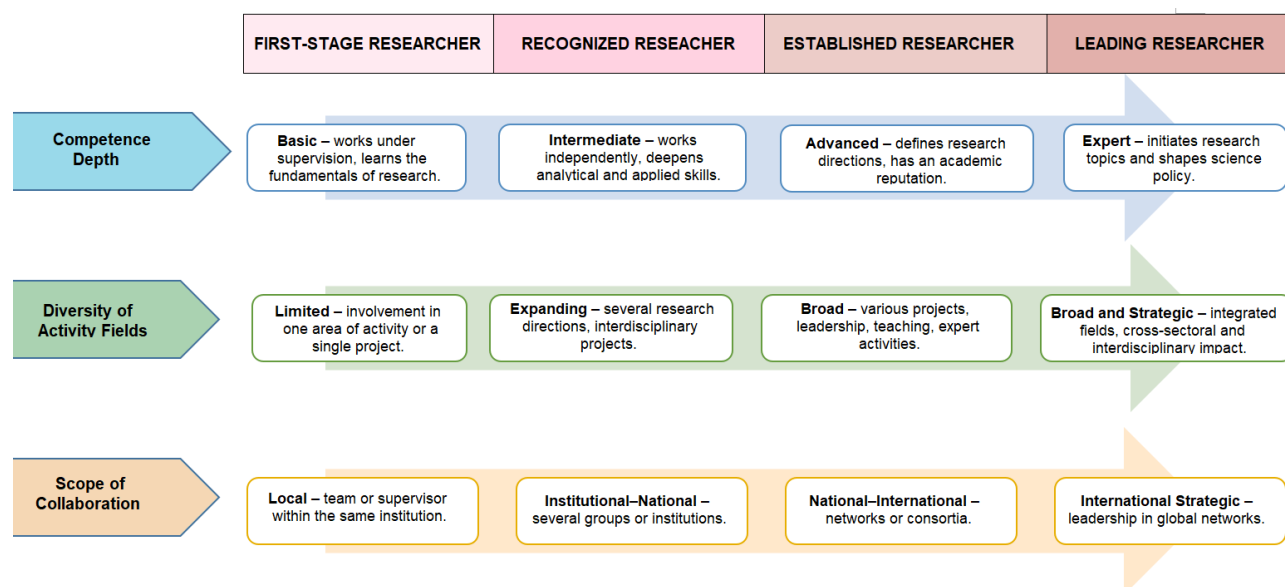 FIRST-STAGE RESEARCHER
RECOGNIZED RESEACHER
ESTABLISHED RESEARCHER
LEADING RESEARCHER
Competence
Depth
Basic – works under
supervision, learns the
fundamentals of research.
Intermediate – works
independently, deepens
analytical and applied skills.
Advanced – defines research
directions, has an academic
reputation.
Expert – initiates research
topics and shapes science
policy.
Diversity of
Activity Fields
Limited – involvement in
one area of activity or a
single project.
Expanding – several research
directions, interdisciplinary
projects.
Broad – various projects,
leadership, teaching, expert
activities.
Broad and Strategic – integrated
fields, cross-sectoral and
interdisciplinary impact.
Scope of
Collaboration
Local – team or supervisor
within the same institution.
Institutional–National –
several groups or institutions.
National–International –
networks or consortia.
International Strategic –
leadership in global networks.